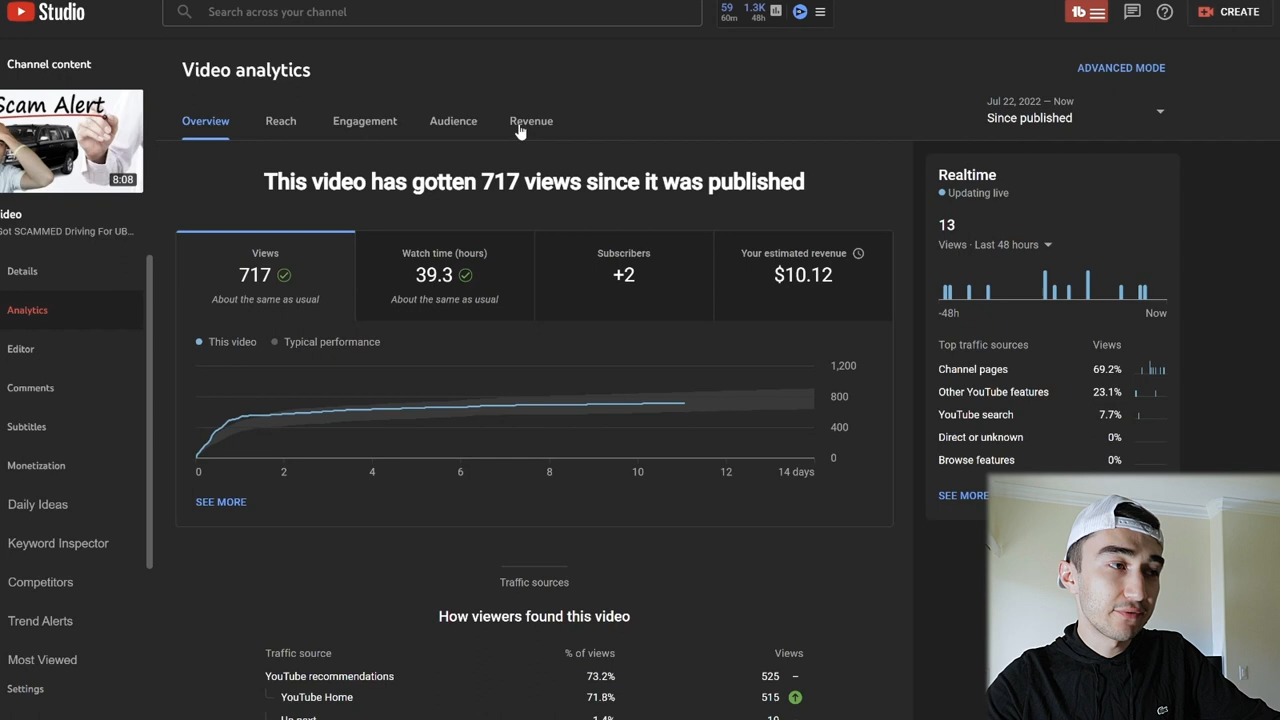 Studio
Search across your channel
59
60m
1.3K
48h
tb
CREATE
Channel content
Scam Alert
8:08
ideo
Got SCAMMED Driving For UB...
Details
Analytics
Editor
Comments
Subtitles
Monetization
Daily Ideas
Keyword Inspector
Competitors
Trend Alerts
Most Viewed
Settings
Video analytics
ADVANCED MODE
Overview
Reach
Engagement
Audience
Revenue
Jul 22, 2022 — Now
Since published
This video has gotten 717 views since it was published
Views
717
About the same as usual
Watch time (hours)
39.3
About the same as usual
Subscribers
+2
Your estimated revenue
$10.12
This video
Typical performance
1,200
800
400
0
0
2
4
6
8
10
12
14 days
SEE MORE
Traffic sources
How viewers found this video
Traffic source
% of views
Views
YouTube recommendations
73.2%
525 –
YouTube Home
71.8%
515
Up next
1.4%
10
Realtime
Updating live
13
Views · Last 48 hours
-48h
Now
Top traffic sources
Views
Channel pages
69.2%
Other YouTube features
23.1%
YouTube search
7.7%
Direct or unknown
0%
Browse features
0%
SEE MORE